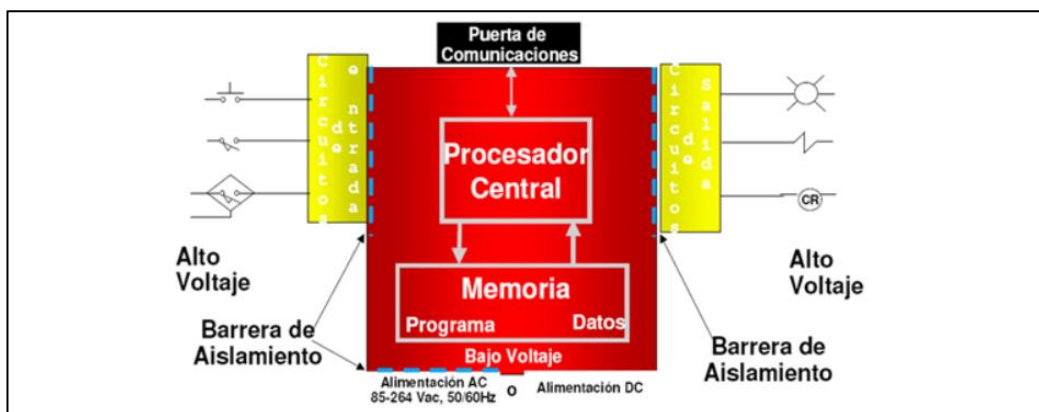 Puerta de
Comunicaciones
Circuitos
de
entrada
Circuitos
de
Salida
Procesador
Central
CR
Alto
Voltaje
Alto
Voltaje
Memoria
Programa
Datos
Barrera de
Aislamiento
Bajo Voltaje
Barrera de
Aislamiento
Alimentación AC
85-264 Vac, 50/60Hz
o
Alimentación DC